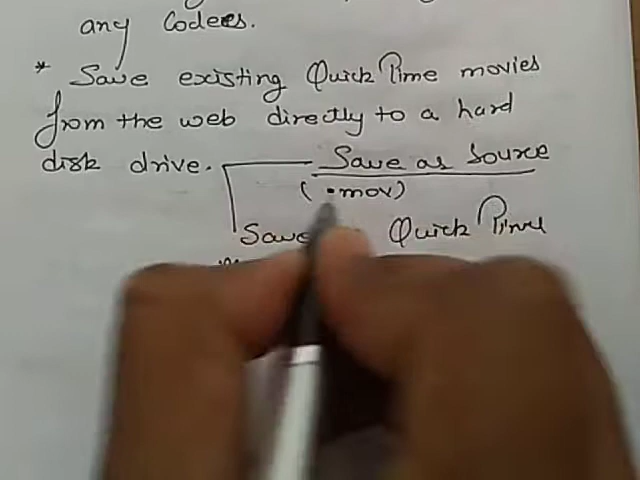 any Coders.
* Save existing QuickTime movies
from the web directly to a hard
disk drive. Save as Source
(.mov)
Save QuickTime